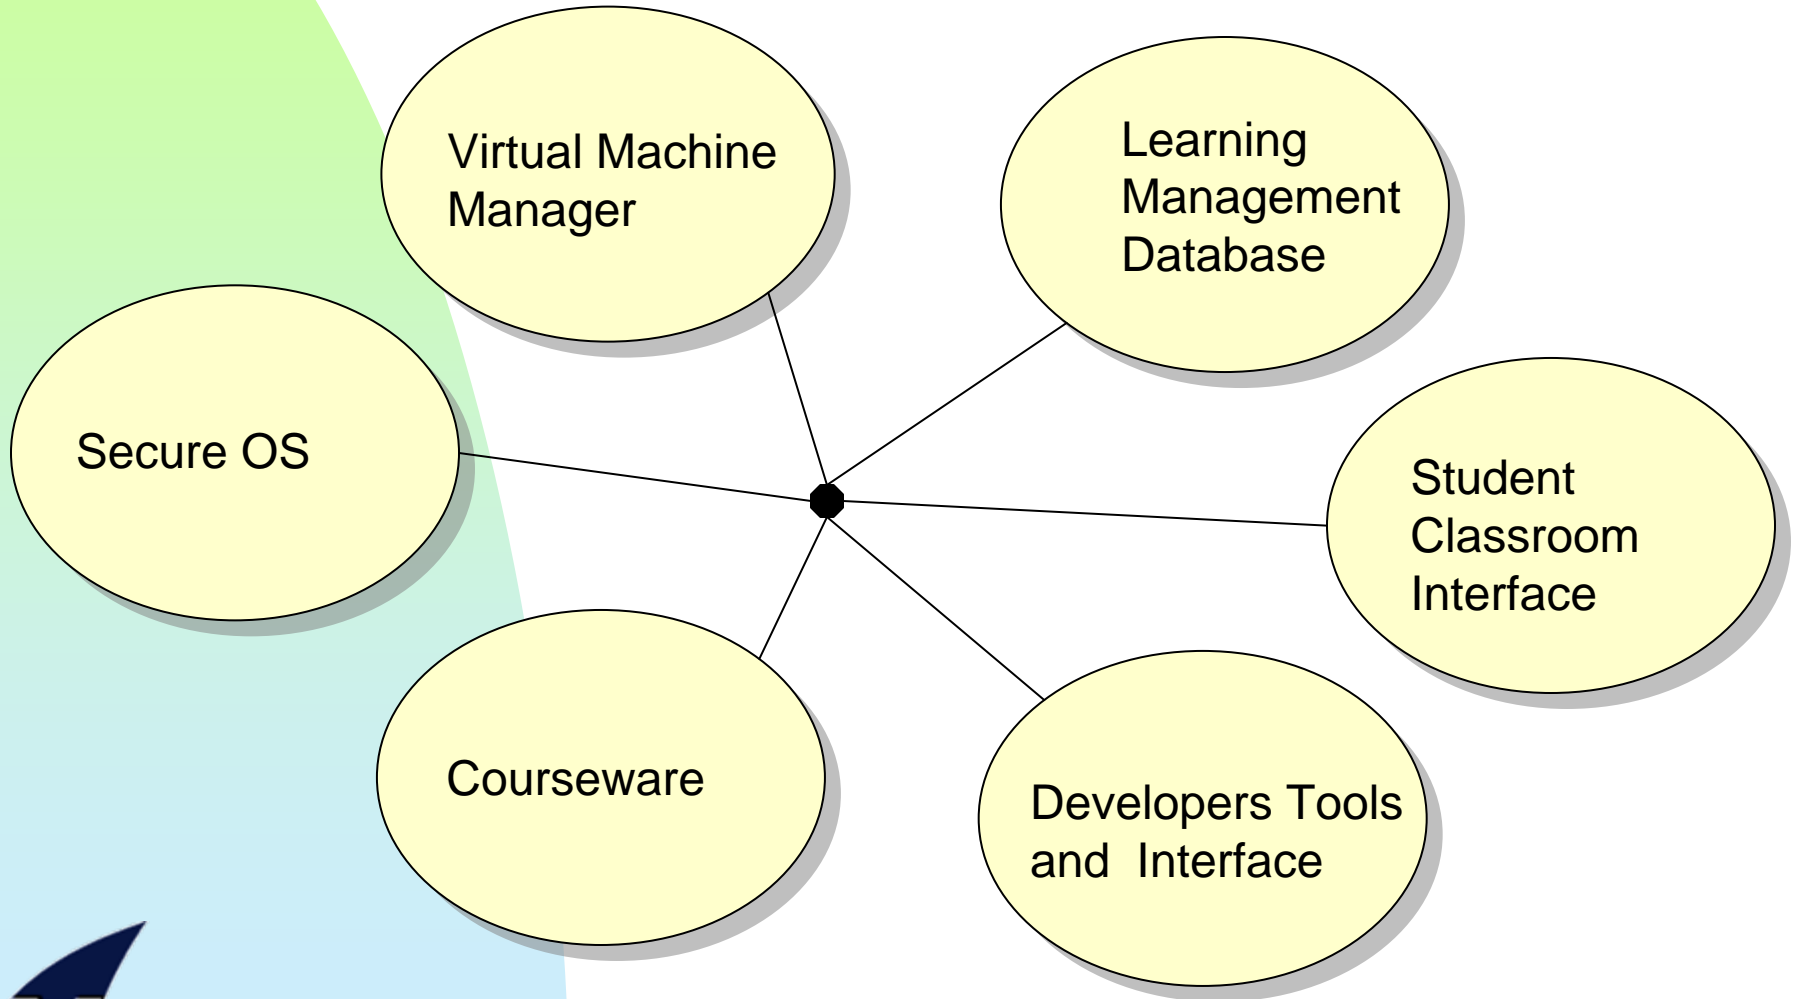 Virtual Machine
Manager
Learning
Management
Database
Secure OS
Student
Classroom
Interface
Courseware
Developers Tools
and  Interface